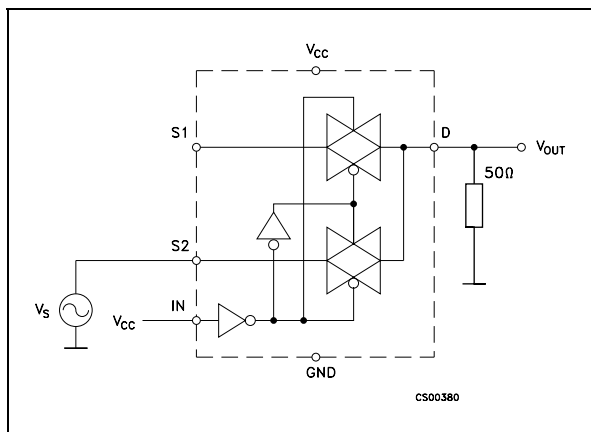 VCC
S1
D
VOUT
50Ω
S2
VS
VCC
IN
GND
CS00380